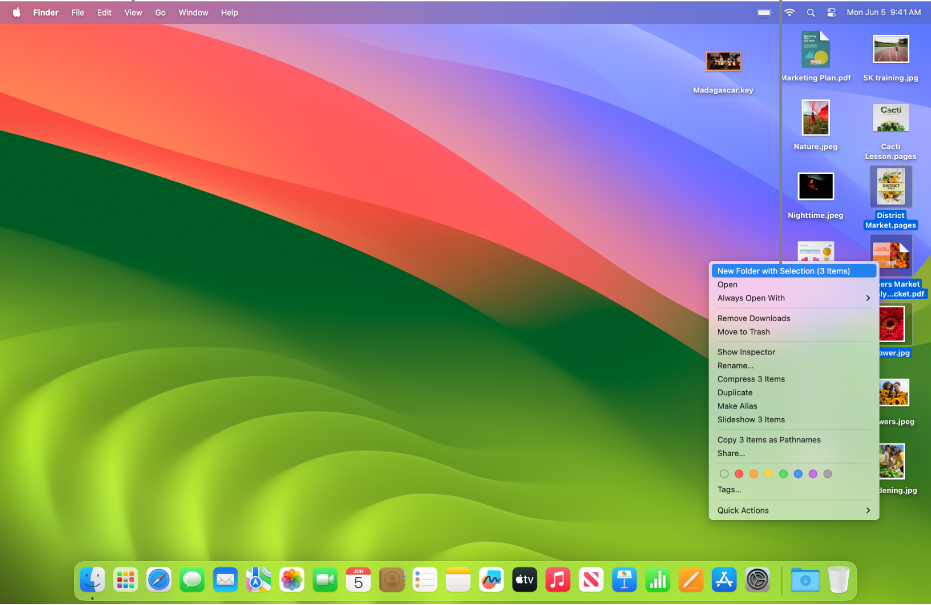 Finder File Edit View Go Window Help Mon Jun 5 9:41 AM
Madagascar.key
Marketing Plan.pdf
5K training.jpg
Nature.jpeg
Cacti
Cacti
Lesson.pages
Nighttime.jpeg
DISTRICT
District
Market.pages
New Folder with Selection (3 Items)
Open
Always Open With
Remove Downloads
Move to Trash
Show Inspector
Rename...
Compress 3 Items
Duplicate
Make Alias
Slideshow 3 Items
Copy 3 Items as Pathnames
Share...
Tags...
Quick Actions
ers Market
ly...cket.pdf
ower.jpg
wers.jpeg
dening.jpg
JUN
5
tv